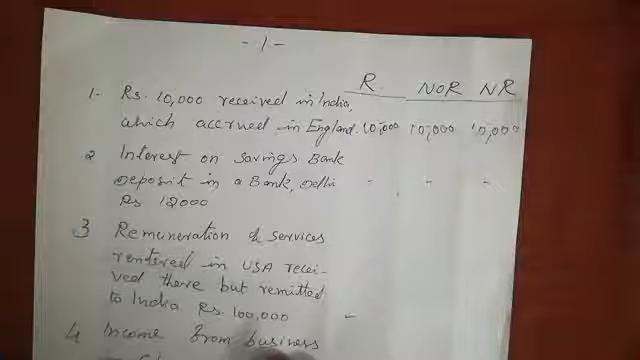 -1-
R. NOR NR
1- Rs. 10,000 received in India,
which accrued in England. 10,000 10,000 10,000
2 Interest on Savings Bank
Deposit in a Bank, Delhi - - -
Rs 12000
3 Remuneration of services
rentered in USA recei-
ved there but remitted
to India Rs. 100,000 -
4 Income from business